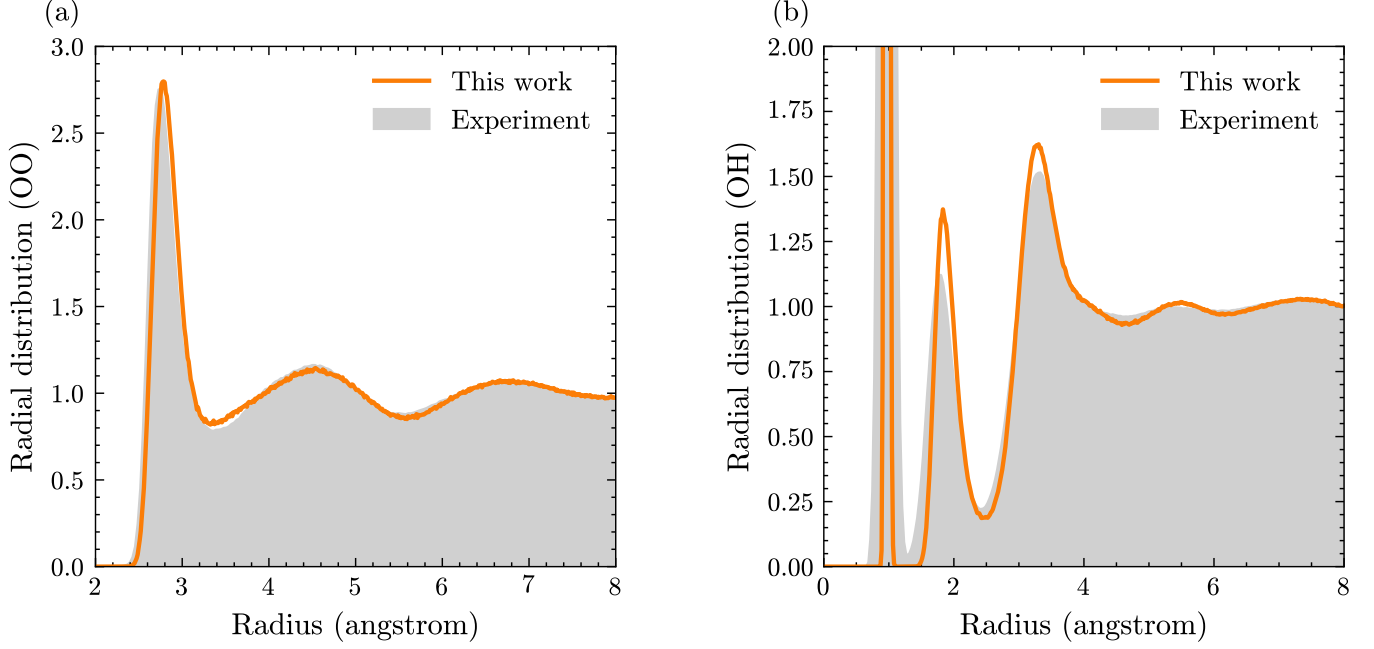 (a)
Radial distribution (OO)
3.0
2.5
2.0
1.5
1.0
0.5
0.0
This work
Experiment
2 3 4 5 6 7 8
Radius (angstrom)
(b)
Radial distribution (OH)
2.00
1.75
1.50
1.25
1.00
0.75
0.50
0.25
0.00
This work
Experiment
0 2 4 6 8
Radius (angstrom)